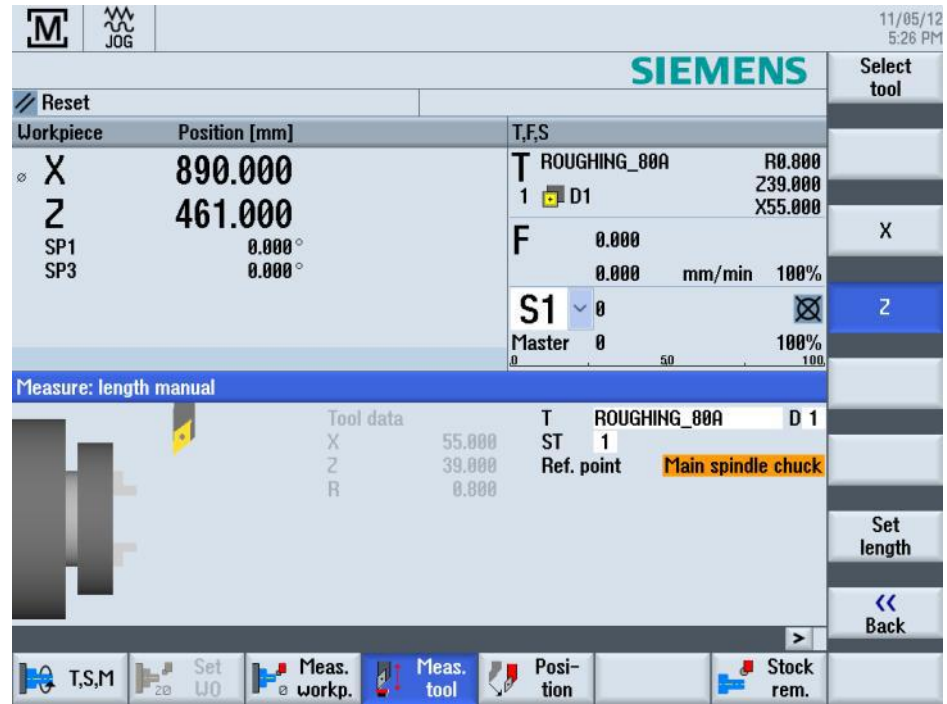 M JOG
11/05/12
5:26 PM
SIEMENS
Select
tool
Reset
Workpiece Position [mm] T,F,S
ø X 890.000
Z 461.000
SP1 0.000°
SP3 0.000°
T ROUGHING_80A R0.800
1 D1 Z39.000
X55.000
F 0.000
0.000 mm/min 100%
S1 0
Master 0 100%
0 50 100
X
Z
Measure: length manual
Tool data
X 55.000
Z 39.000
R 0.800
T ROUGHING_80A D 1
ST 1
Ref. point Main spindle chuck
Set
length
<<
Back
>
T,S,M
2ø Set
WO
ø Meas.
workp.
Meas.
tool
Posi-
tion
Stock
rem.